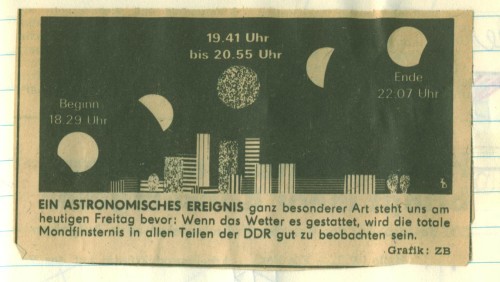 19.41 Uhr
bis 20.55 Uhr
Ende
22.07 Uhr
Beginn
18.29 Uhr
EIN ASTRONOMISCHES EREIGNIS ganz besonderer Art steht uns am
heutigen Freitag bevor: Wenn das Wetter es gestattet, wird die totale
Mondfinsternis in allen Teilen der DDR gut zu beobachten sein.
Grafik: ZB